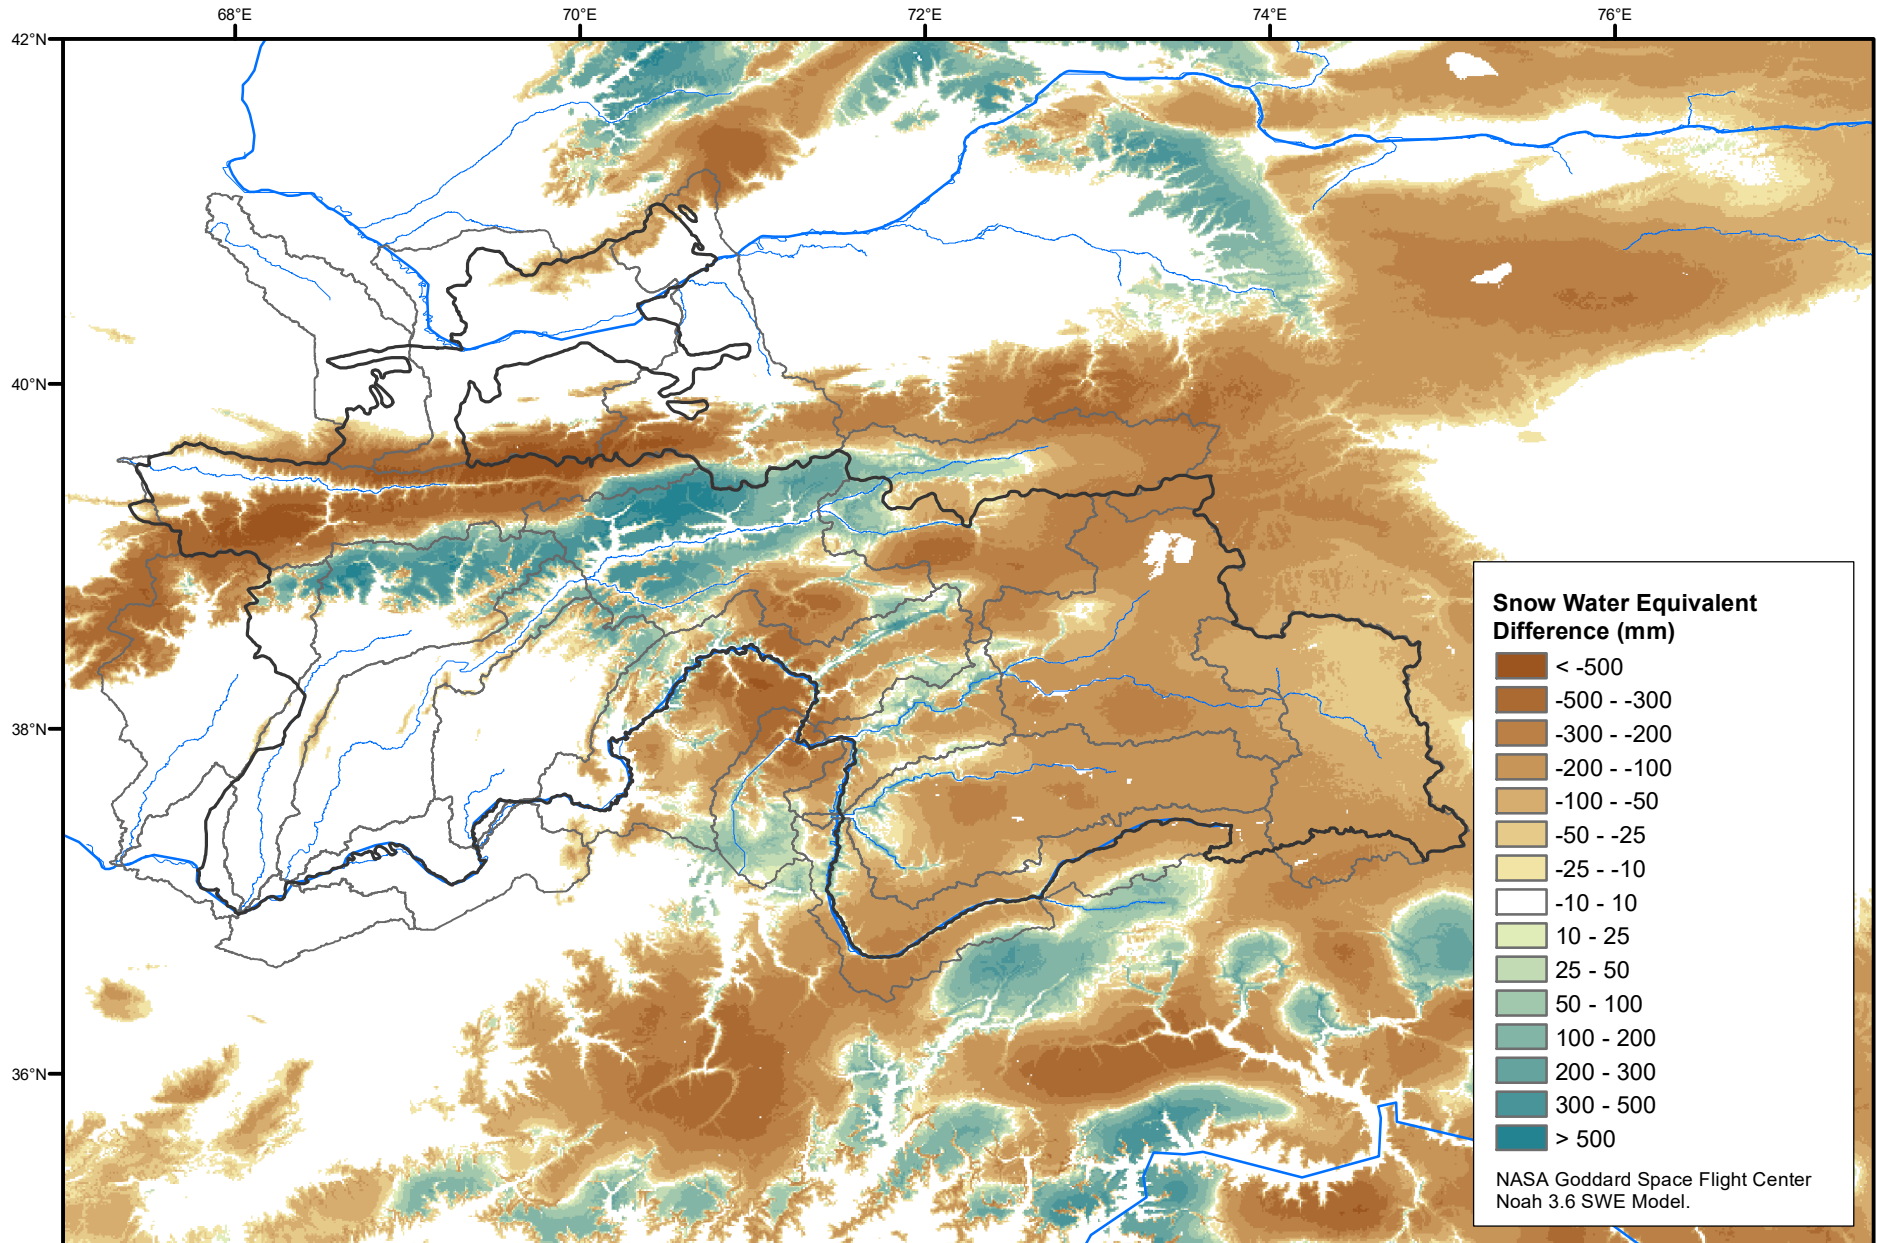 68°E
70°E
72°E
74°E
76°E
42°N
40°N
38°N
36°N
Snow Water Equivalent
Difference (mm)
< -500
-500 - -300
-300 - -200
-200 - -100
-100 - -50
-50 - -25
-25 - -10
-10 - 10
10 - 25
25 - 50
50 - 100
100 - 200
200 - 300
300 - 500
> 500
NASA Goddard Space Flight Center
Noah 3.6 SWE Model.